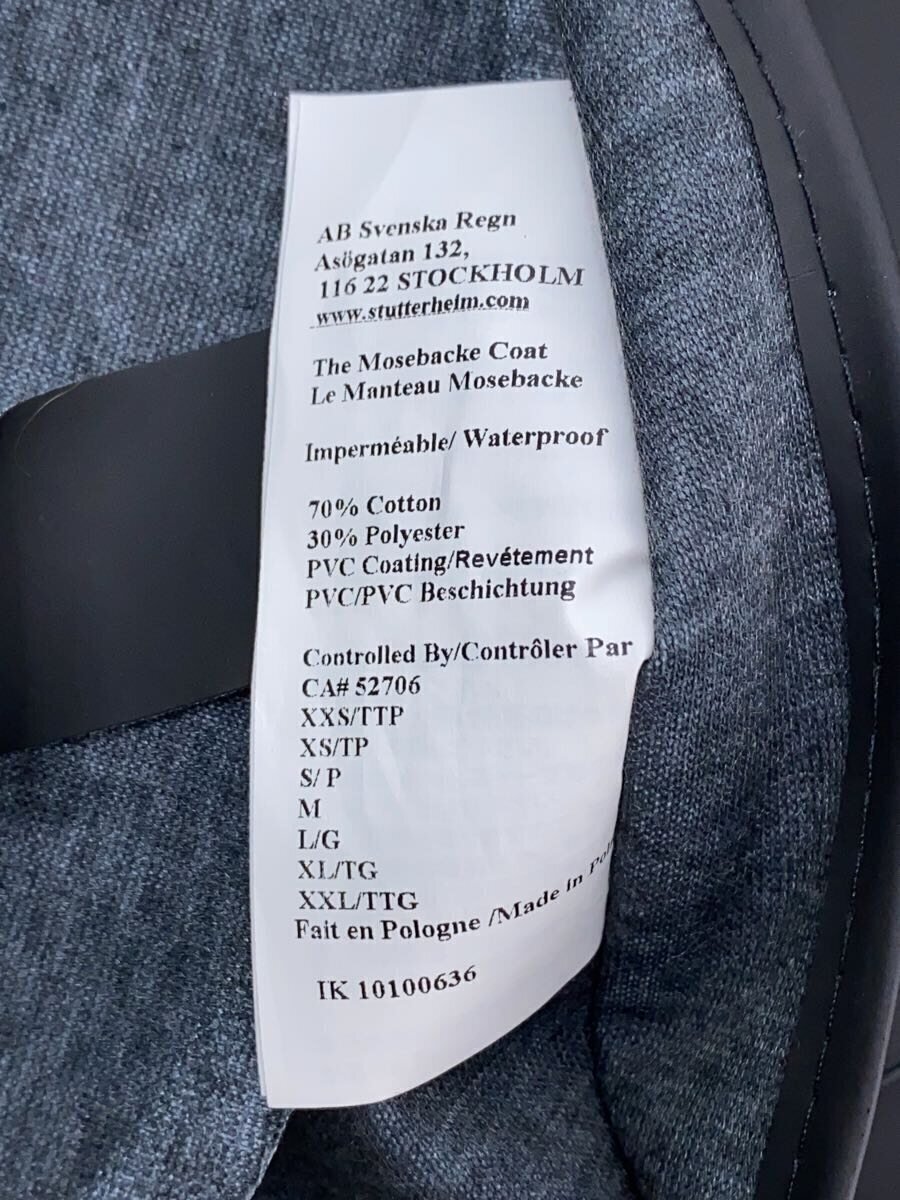 AB Svenska Regn
Asögatan 132,
116 22 STOCKHOLM
www.stutterheim.com
The Mosebacke Coat
Le Manteau Mosebacke
Imperméable/ Waterproof
70% Cotton
30% Polyester
PVC Coating/Revétement
PVC/PVC Beschichtung
Controlled By/Contrôler Par
CA# 52706
XXS/TTP
XS/TP
S/ P
M
L/G
XL/TG
XXL/TTG
Fait en Pologne /Made in
IK 10100636